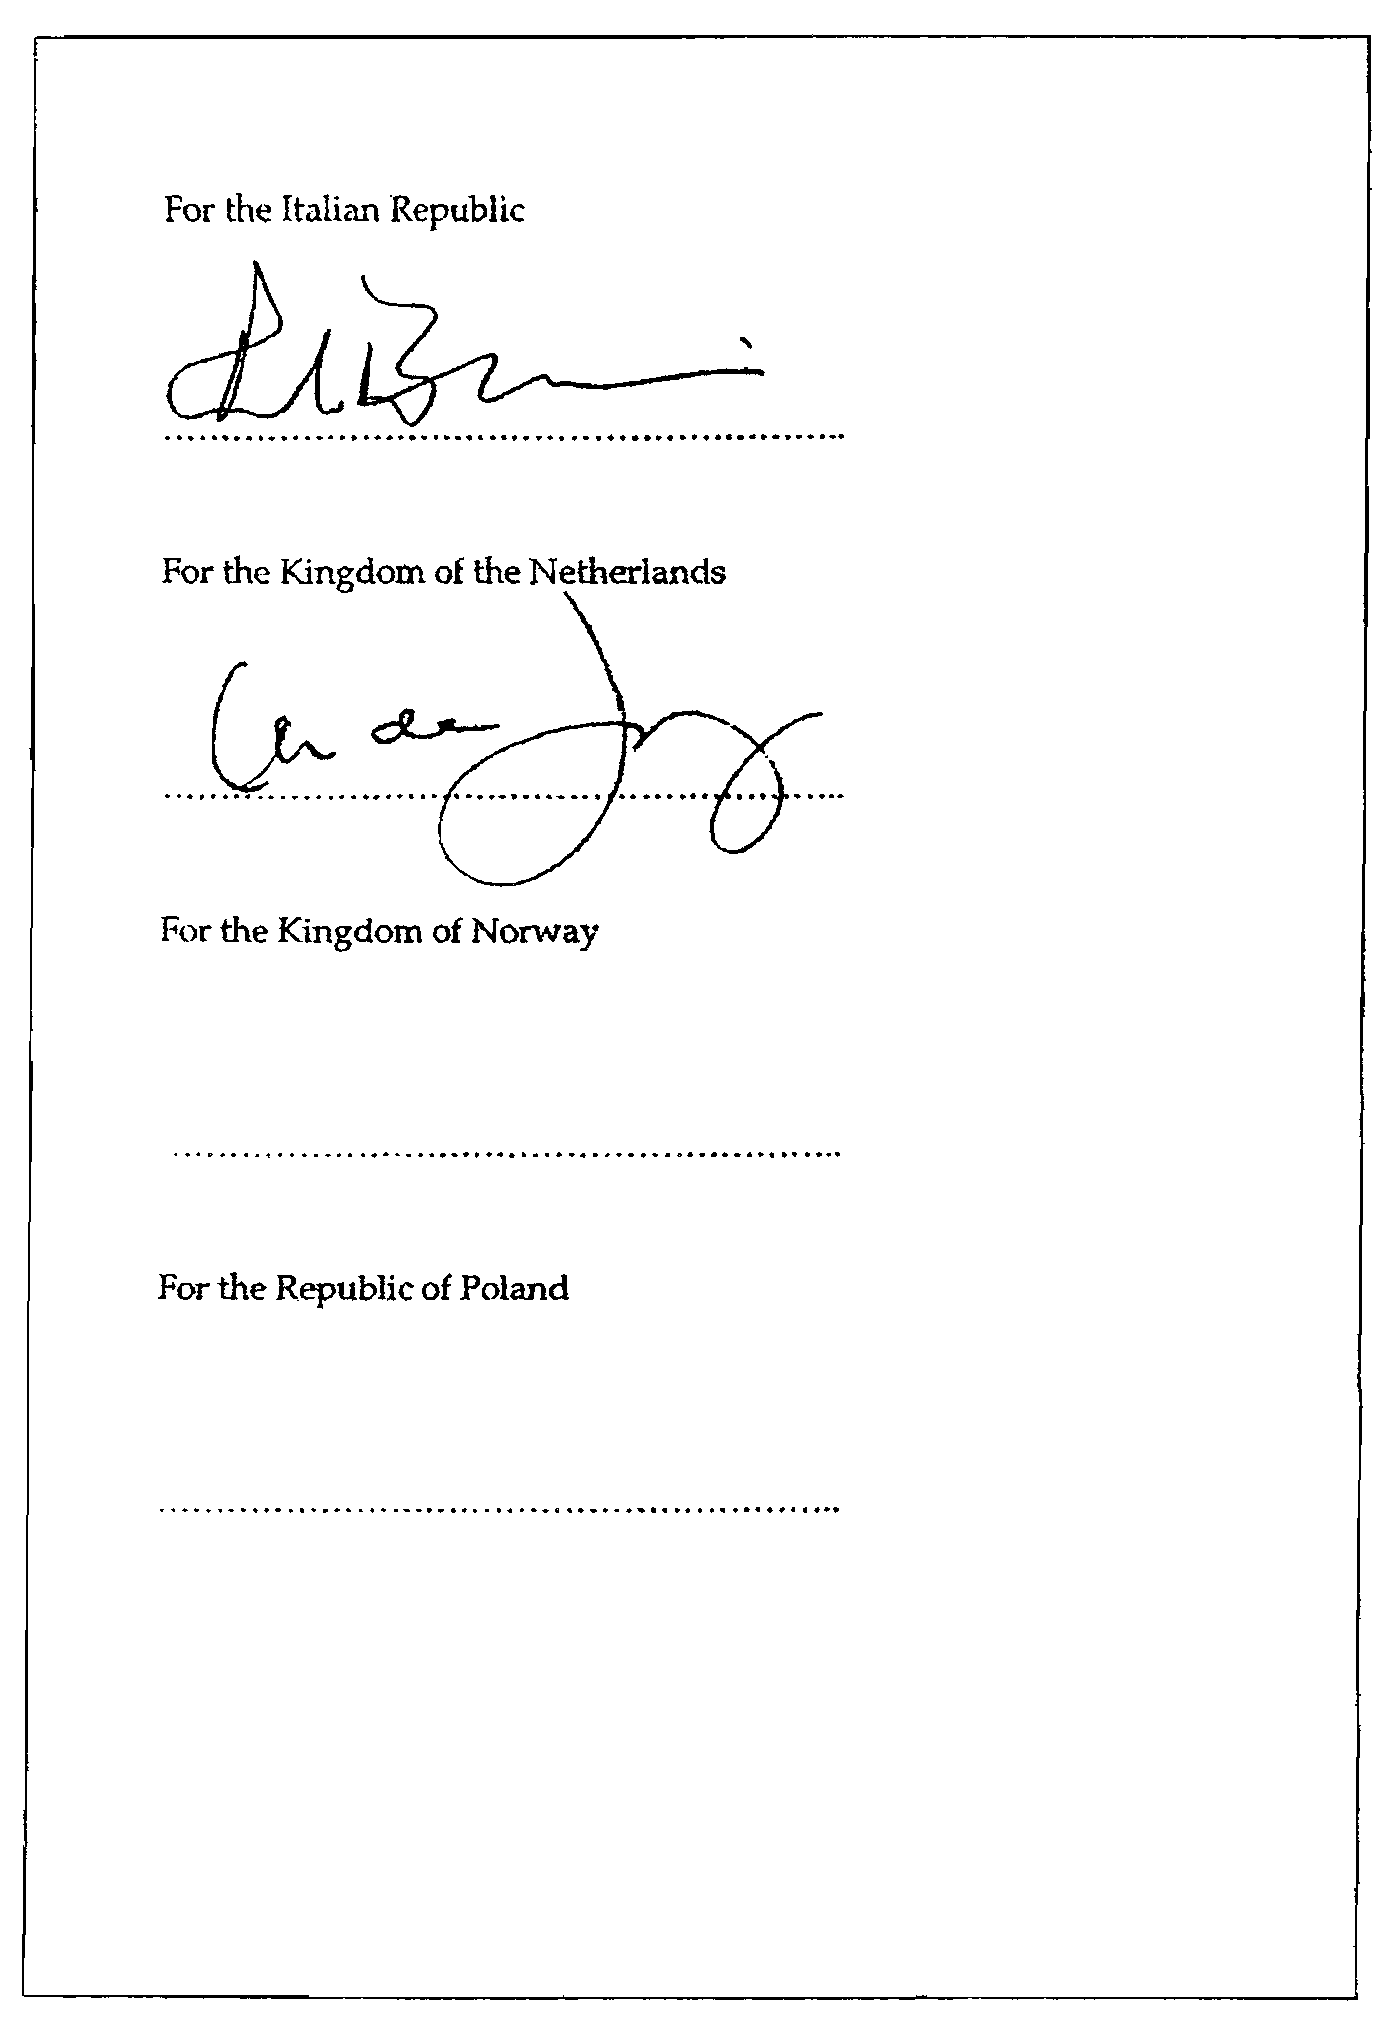 For the Italian Republic
For the Kingdom of the Netherlands
For the Kingdom of Norway
For the Republic of Poland